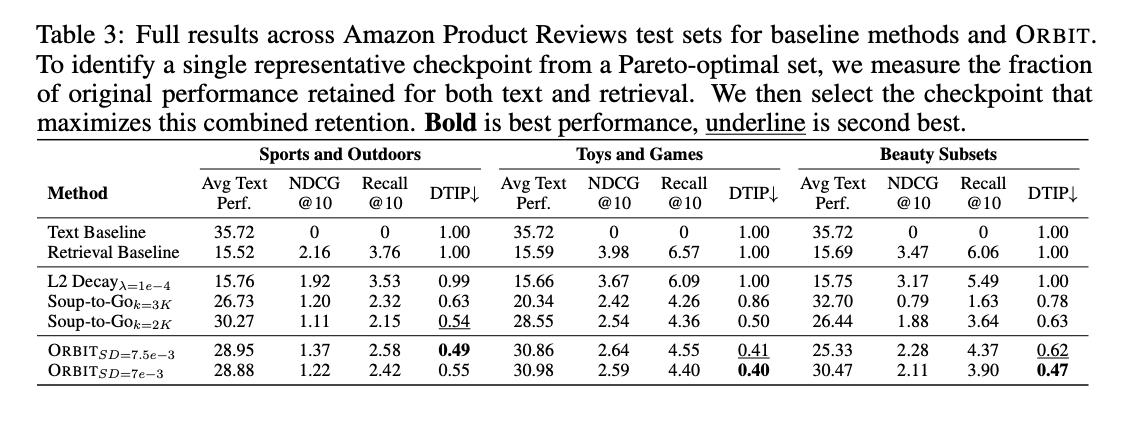 Table 3: Full results across Amazon Product Reviews test sets for baseline methods and ORBIT.
To identify a single representative checkpoint from a Pareto-optimal set, we measure the fraction
of original performance retained for both text and retrieval. We then select the checkpoint that
maximizes this combined retention. Bold is best performance, underline is second best.
Sports and Outdoors Toys and Games Beauty Subsets
Method Avg Text Perf. NDCG @10 Recall @10 DTIP↓ Avg Text Perf. NDCG @10 Recall @10 DTIP↓ Avg Text Perf. NDCG @10 Recall @10 DTIP↓
Text Baseline 35.72 0 0 1.00 35.72 0 0 1.00 35.72 0 0 1.00
Retrieval Baseline 15.52 2.16 3.76 1.00 15.59 3.98 6.57 1.00 15.69 3.47 6.06 1.00
L2 Decayλ=1e−4 15.76 1.92 3.53 0.99 15.66 3.67 6.09 1.00 15.75 3.17 5.49 1.00
Soup-to-Gok=3K 26.73 1.20 2.32 0.63 20.34 2.42 4.26 0.86 32.70 0.79 1.63 0.78
Soup-to-Gok=2K 30.27 1.11 2.15 0.54 28.55 2.54 4.36 0.50 26.44 1.88 3.64 0.63
ORBITSD=7.5e−3 28.95 1.37 2.58 0.49 30.86 2.64 4.55 0.41 25.33 2.28 4.37 0.62
ORBITSD=7e−3 28.88 1.22 2.42 0.55 30.98 2.59 4.40 0.40 30.47 2.11 3.90 0.47